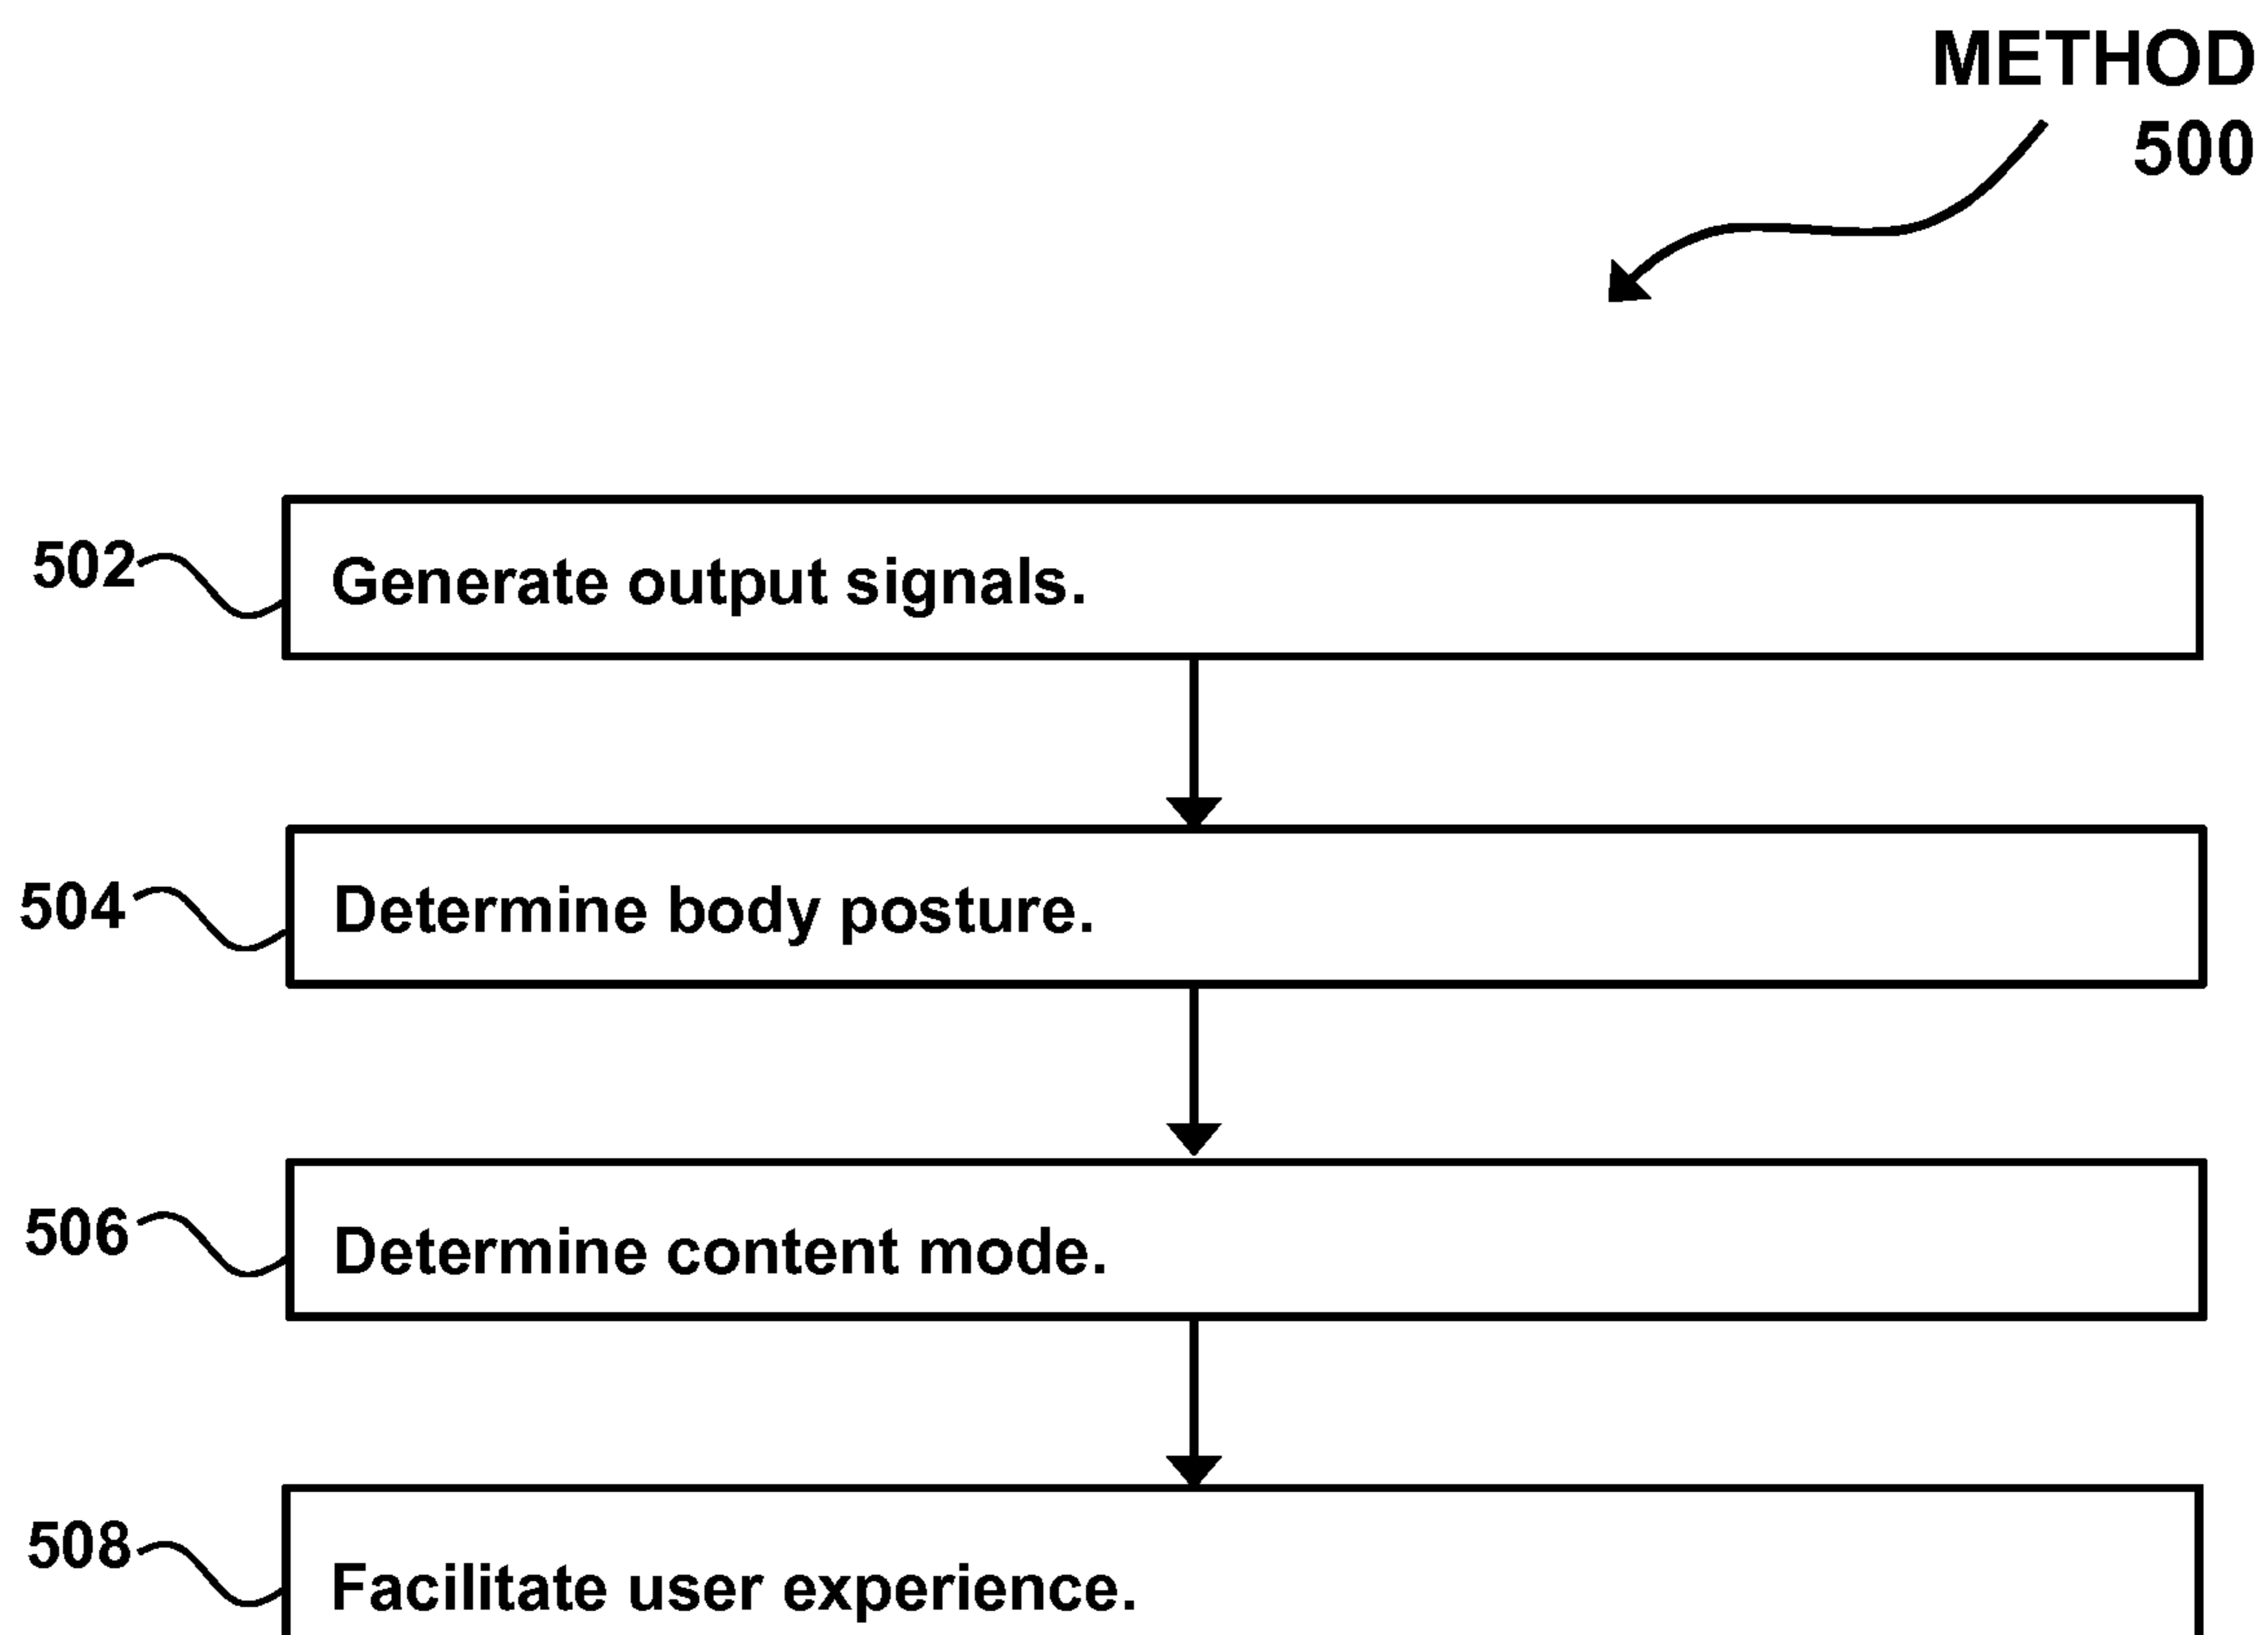 METHOD
500
502
Generate output signals.
504
Determine body posture.
506
Determine content mode.
508
Facilitate user experience.